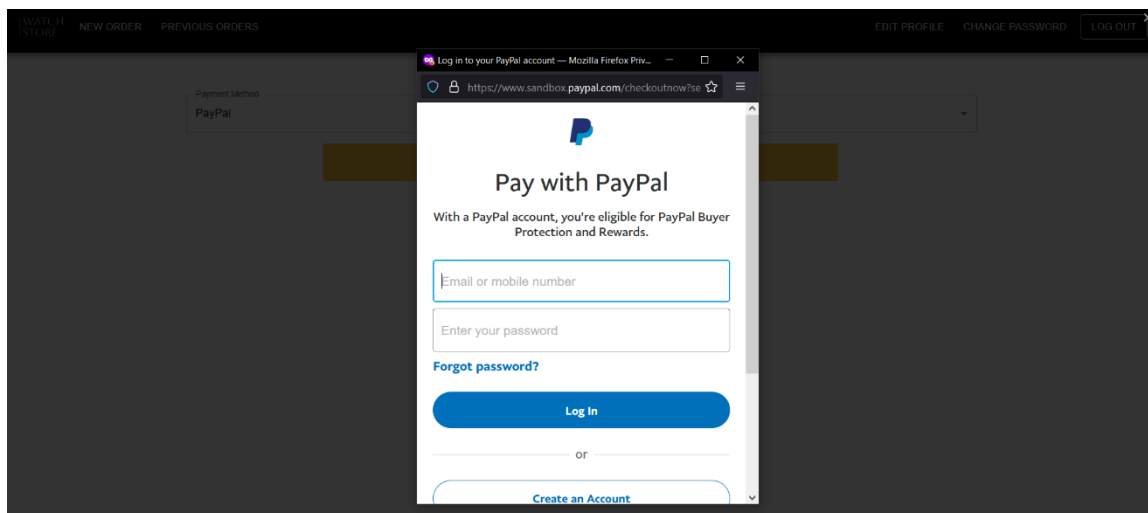 WATCH
STORE
NEW ORDER
PREVIOUS ORDERS
EDIT PROFILE
CHANGE PASSWORD
LOG OUT
Payment Method
PayPal
Log in to your PayPal account — Mozilla Firefox Priv...
https://www.sandbox.paypal.com/checkoutnow?se
Pay with PayPal
With a PayPal account, you're eligible for PayPal Buyer
Protection and Rewards.
Email or mobile number
Enter your password
Forgot password?
Log In
or
Create an Account